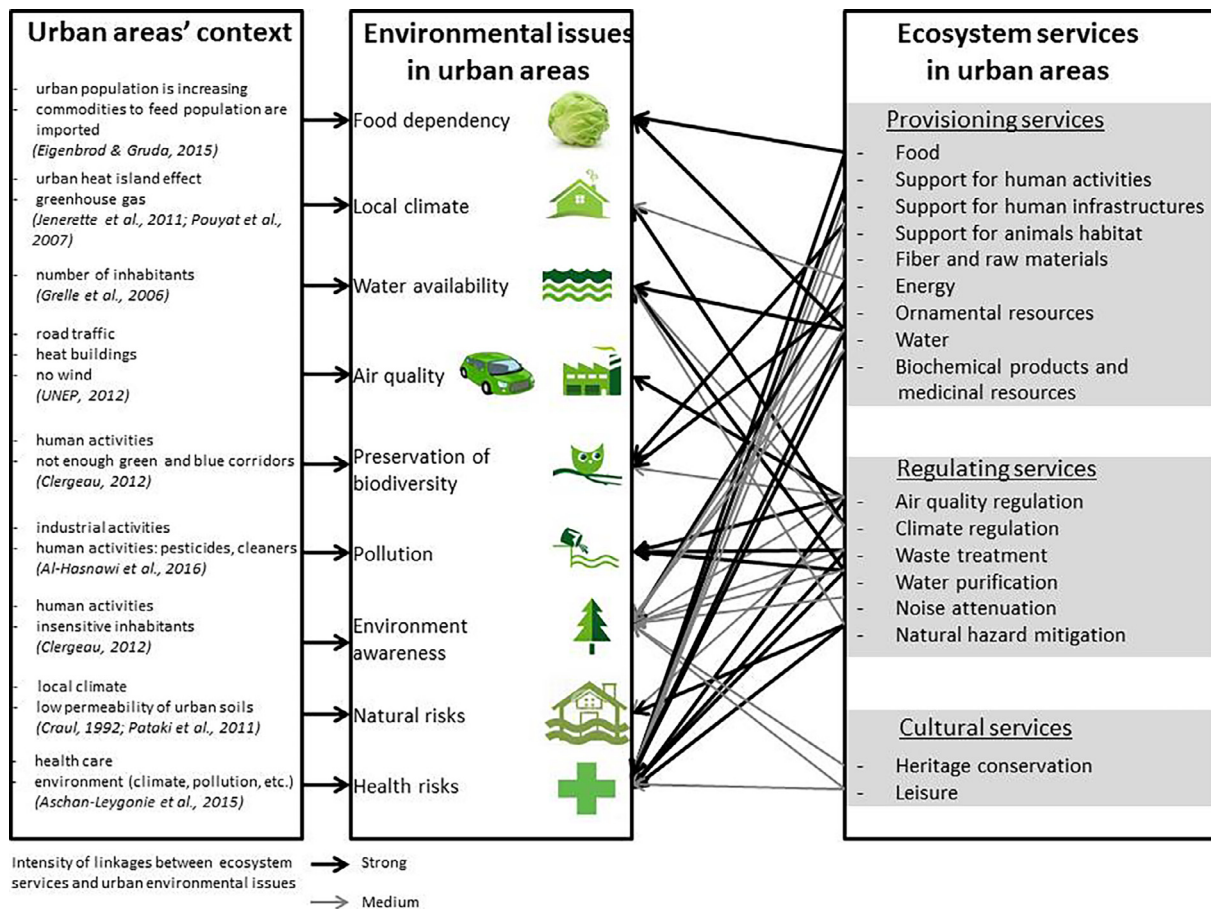 Urban areas' context
- urban population is increasing
- commodities to feed population are
imported
(Eigenbrod & Gruda, 2015)
- urban heat island effect
- greenhouse gas
(Jenerette et al., 2011; Pouyat et al.,
2007)
- number of inhabitants
(Grelle et al., 2006)
- road traffic
- heat buildings
- no wind
(UNEP, 2012)
- human activities
- not enough green and blue corridors
(Clergeau, 2012)
- industrial activities
- human activities: pesticides, cleaners
(Al-Hasnawi et al., 2016)
- human activities
- insensitive inhabitants
(Clergeau, 2012)
- local climate
- low permeability of urban soils
(Craul, 1992; Pataki et al., 2011)
- health care
- environment (climate, pollution, etc.)
(Aschan-Leygonie et al., 2015)
Environmental issues
in urban areas
Food dependency
Local climate
Water availability
Air quality
Preservation of
biodiversity
Pollution
Environment
awareness
Natural risks
Health risks
Ecosystem services
in urban areas
Provisioning services
- Food
- Support for human activities
- Support for human infrastructures
- Support for animals habitat
- Fiber and raw materials
- Energy
- Ornamental resources
- Water
- Biochemical products and
medicinal resources
Regulating services
- Air quality regulation
- Climate regulation
- Waste treatment
- Water purification
- Noise attenuation
- Natural hazard mitigation
Cultural services
- Heritage conservation
- Leisure
Intensity of linkages between ecosystem
services and urban environmental issues
Strong
Medium